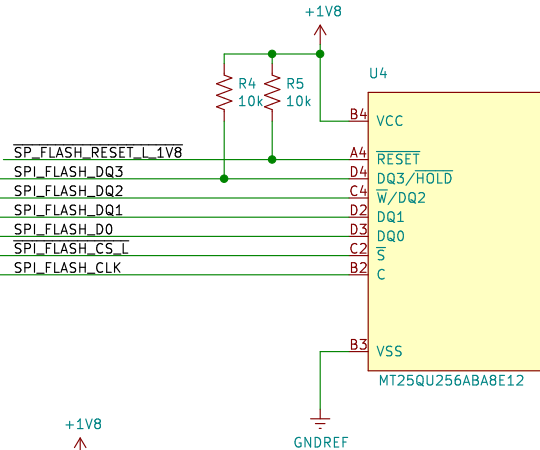 +1V8
U4
R4
10k
R5
10k
B4
VCC
SP_FLASH_RESET_L_1V8
A4
RESET
SPI_FLASH_DQ3
D4
DQ3/HOLD
SPI_FLASH_DQ2
C4
W/DQ2
SPI_FLASH_DQ1
D2
DQ1
SPI_FLASH_D0
D3
DQ0
SPI_FLASH_CS_L
C2
S
SPI_FLASH_CLK
B2
C
B3
VSS
MT25QU256ABA8E12
+1V8
GNDREF